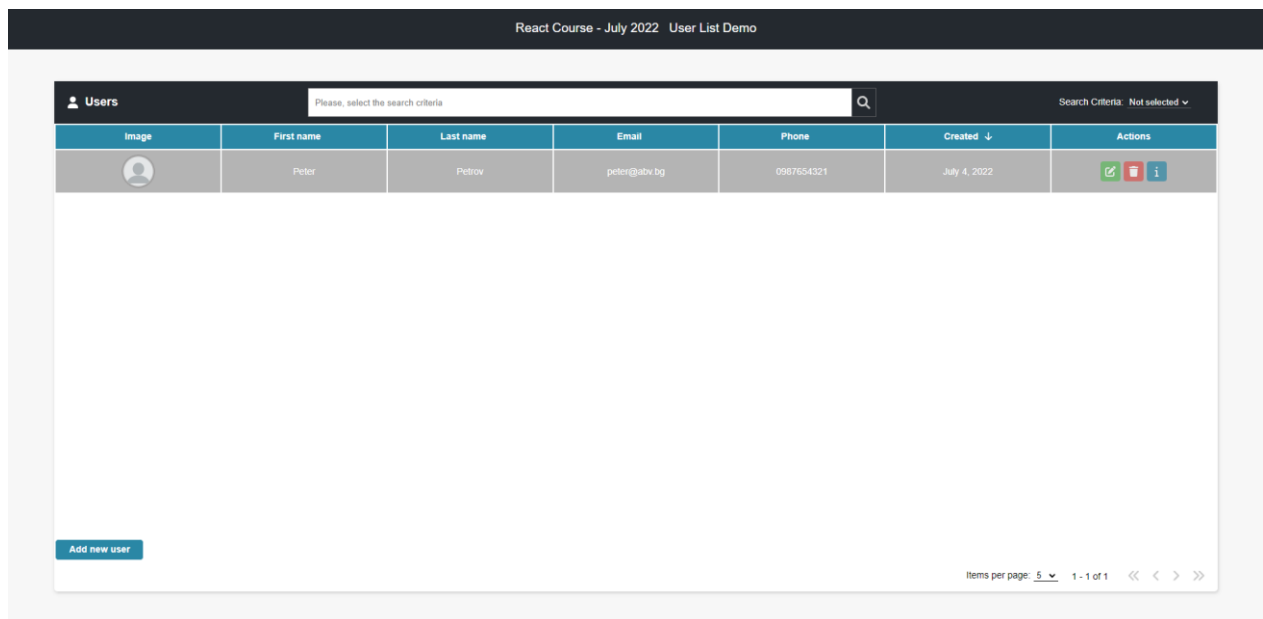 React Course - July 2022 User List Demo
Users Please, select the search criteria Search Criteria: Not selected
Image First name Last name Email Phone Created ↓ Actions
Peter Petrov peter@abv.bg 0987654321 July 4, 2022 i
Add new user
Items per page: 5 1 - 1 of 1